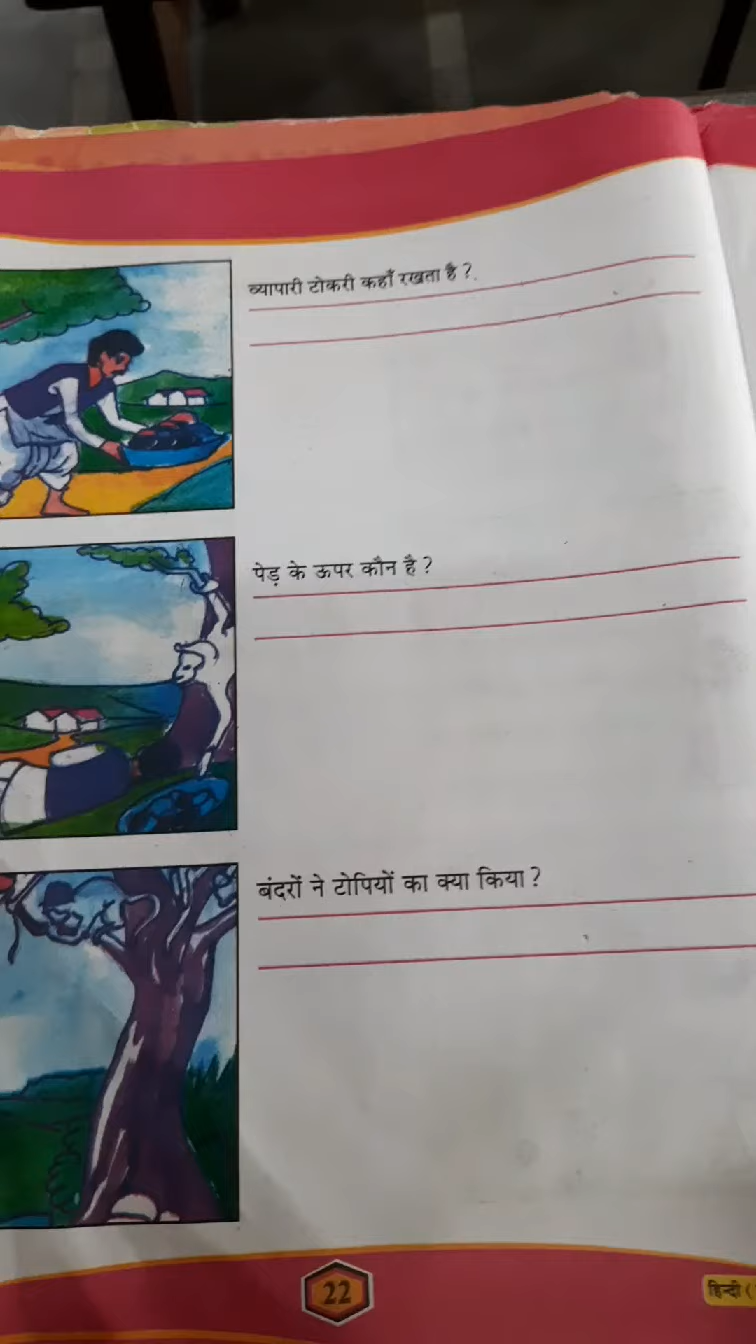 व्यापारी टोकरी कहाँ रखता है ?
पेड़ के ऊपर कौन है ?
बंदरों ने टोपियों का क्या किया ?
22
हिन्दी (